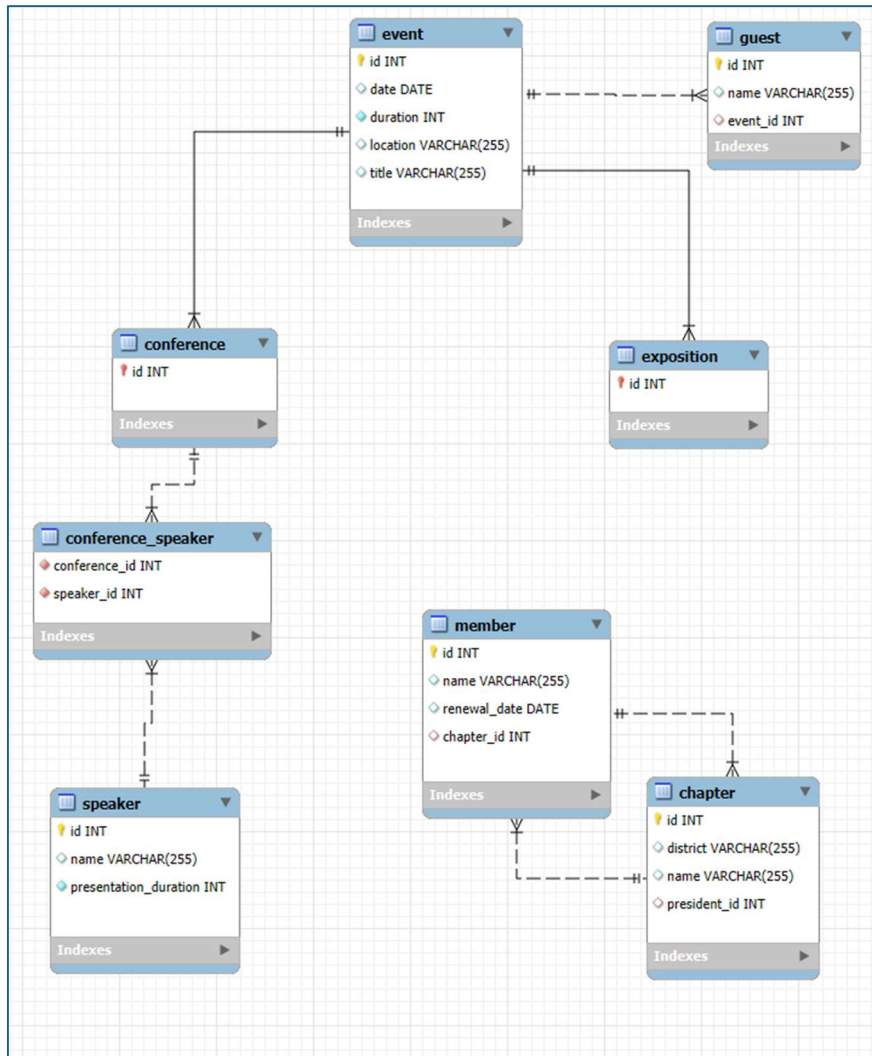 event
id INT
date DATE
duration INT
location VARCHAR(255)
title VARCHAR(255)
Indexes
guest
id INT
name VARCHAR(255)
event_id INT
Indexes
conference
id INT
Indexes
exposition
id INT
Indexes
conference_speaker
conference_id INT
speaker_id INT
Indexes
member
id INT
name VARCHAR(255)
renewal_date DATE
chapter_id INT
Indexes
speaker
id INT
name VARCHAR(255)
presentation_duration INT
Indexes
chapter
id INT
district VARCHAR(255)
name VARCHAR(255)
president_id INT
Indexes